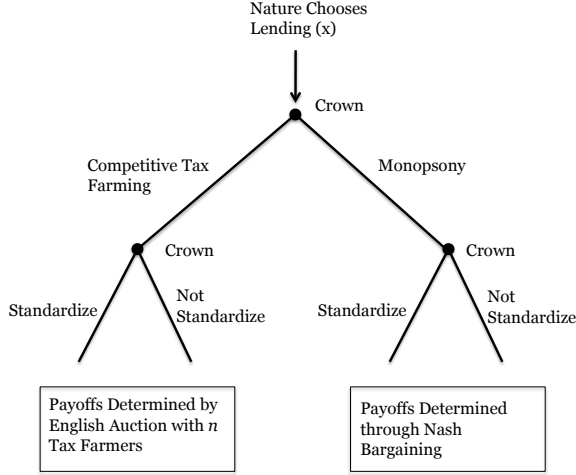 Nature Chooses
Lending (x)
Crown
Competitive Tax
Farming
Monopsony
Crown
Crown
Standardize
Not
Standardize
Standardize
Not
Standardize
Payoffs Determined by
English Auction with n
Tax Farmers
Payoffs Determined
through Nash
Bargaining